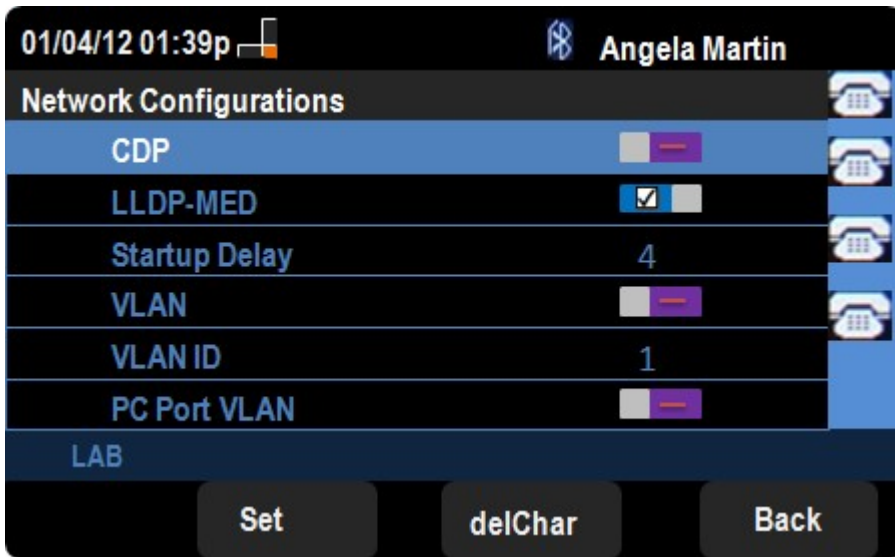 01/04/12 01:39p Angela Martin
Network Configurations
CDP
LLDP-MED
Startup Delay 4
VLAN
VLAN ID 1
PC Port VLAN
LAB
Set delChar Back